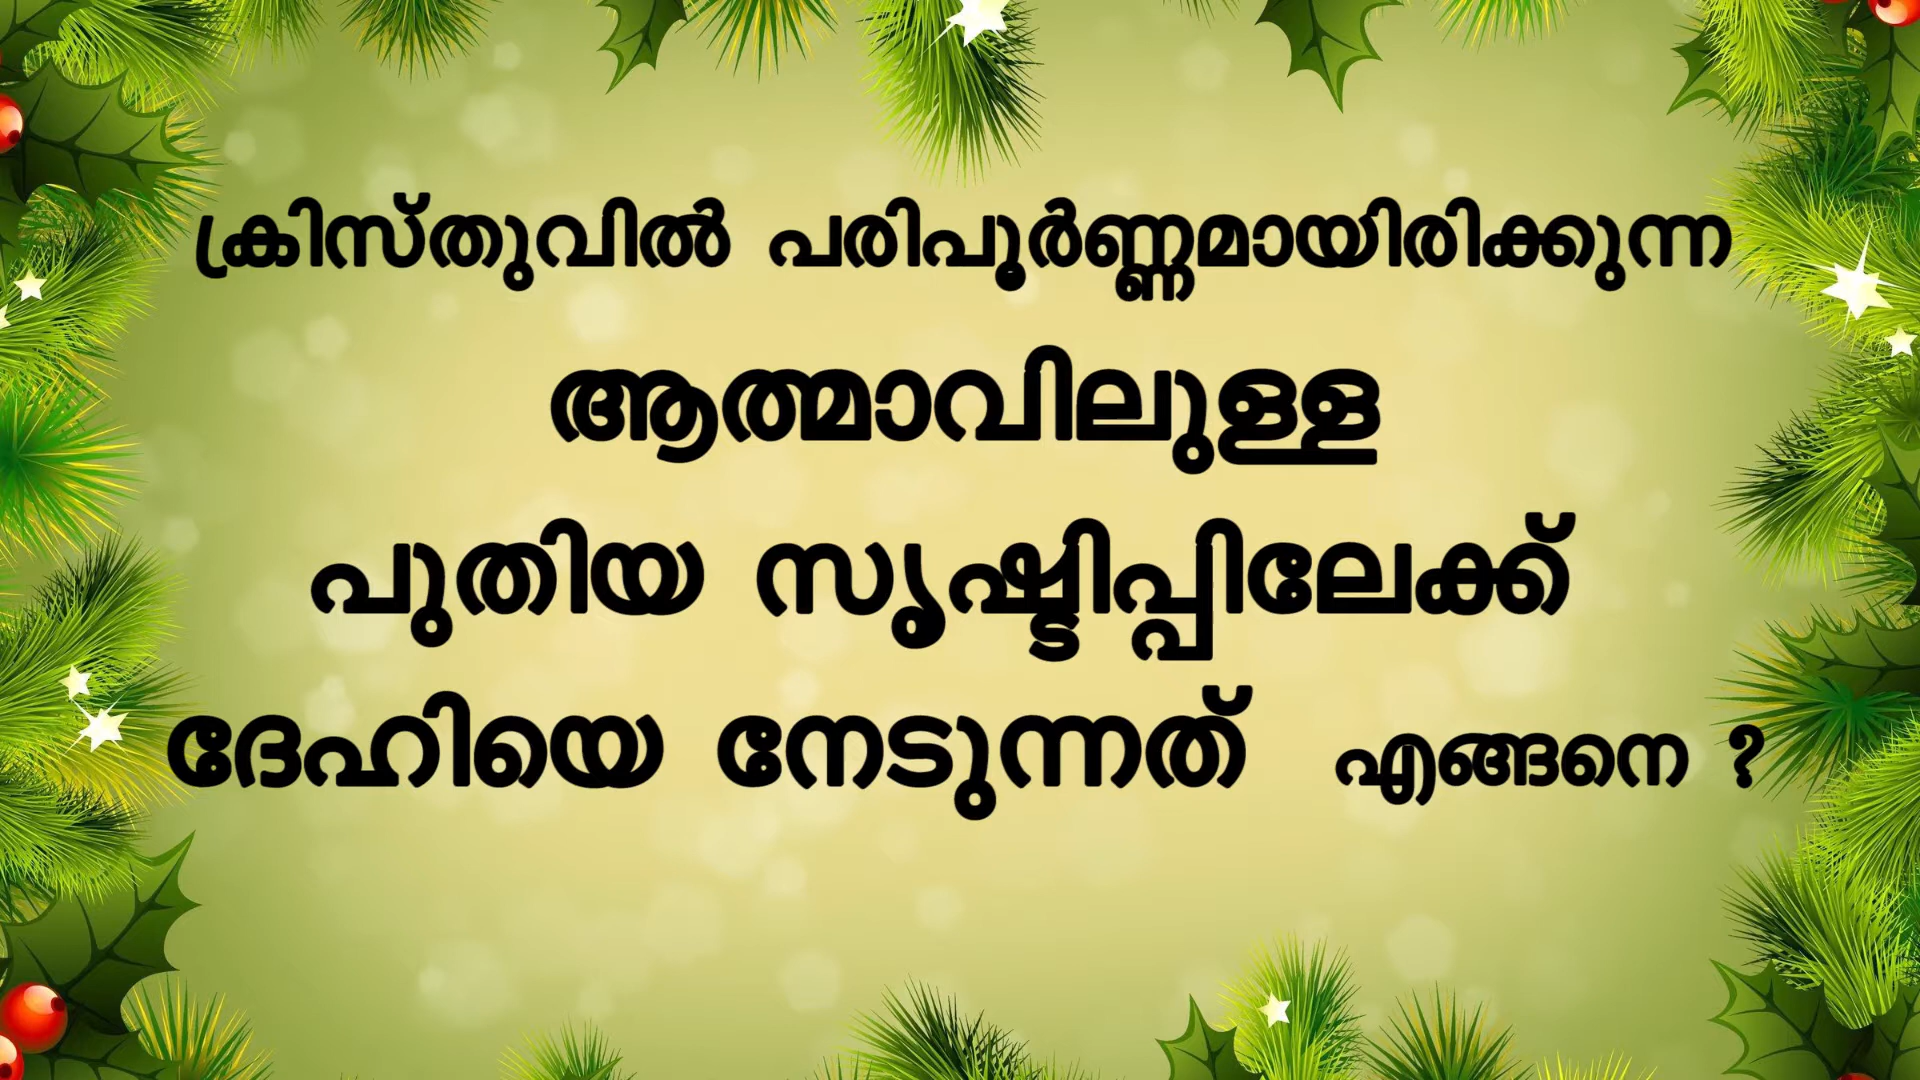 ക്രിസ്തുവിൽ പരിപൂർണ്ണമായിരിക്കുന്ന
ആത്മാവിലുള്ള
പുതിയ സൃഷ്ടിപ്പിലേക്ക്
ദേഹിയെ നേടുന്നത് എങ്ങനെ ?